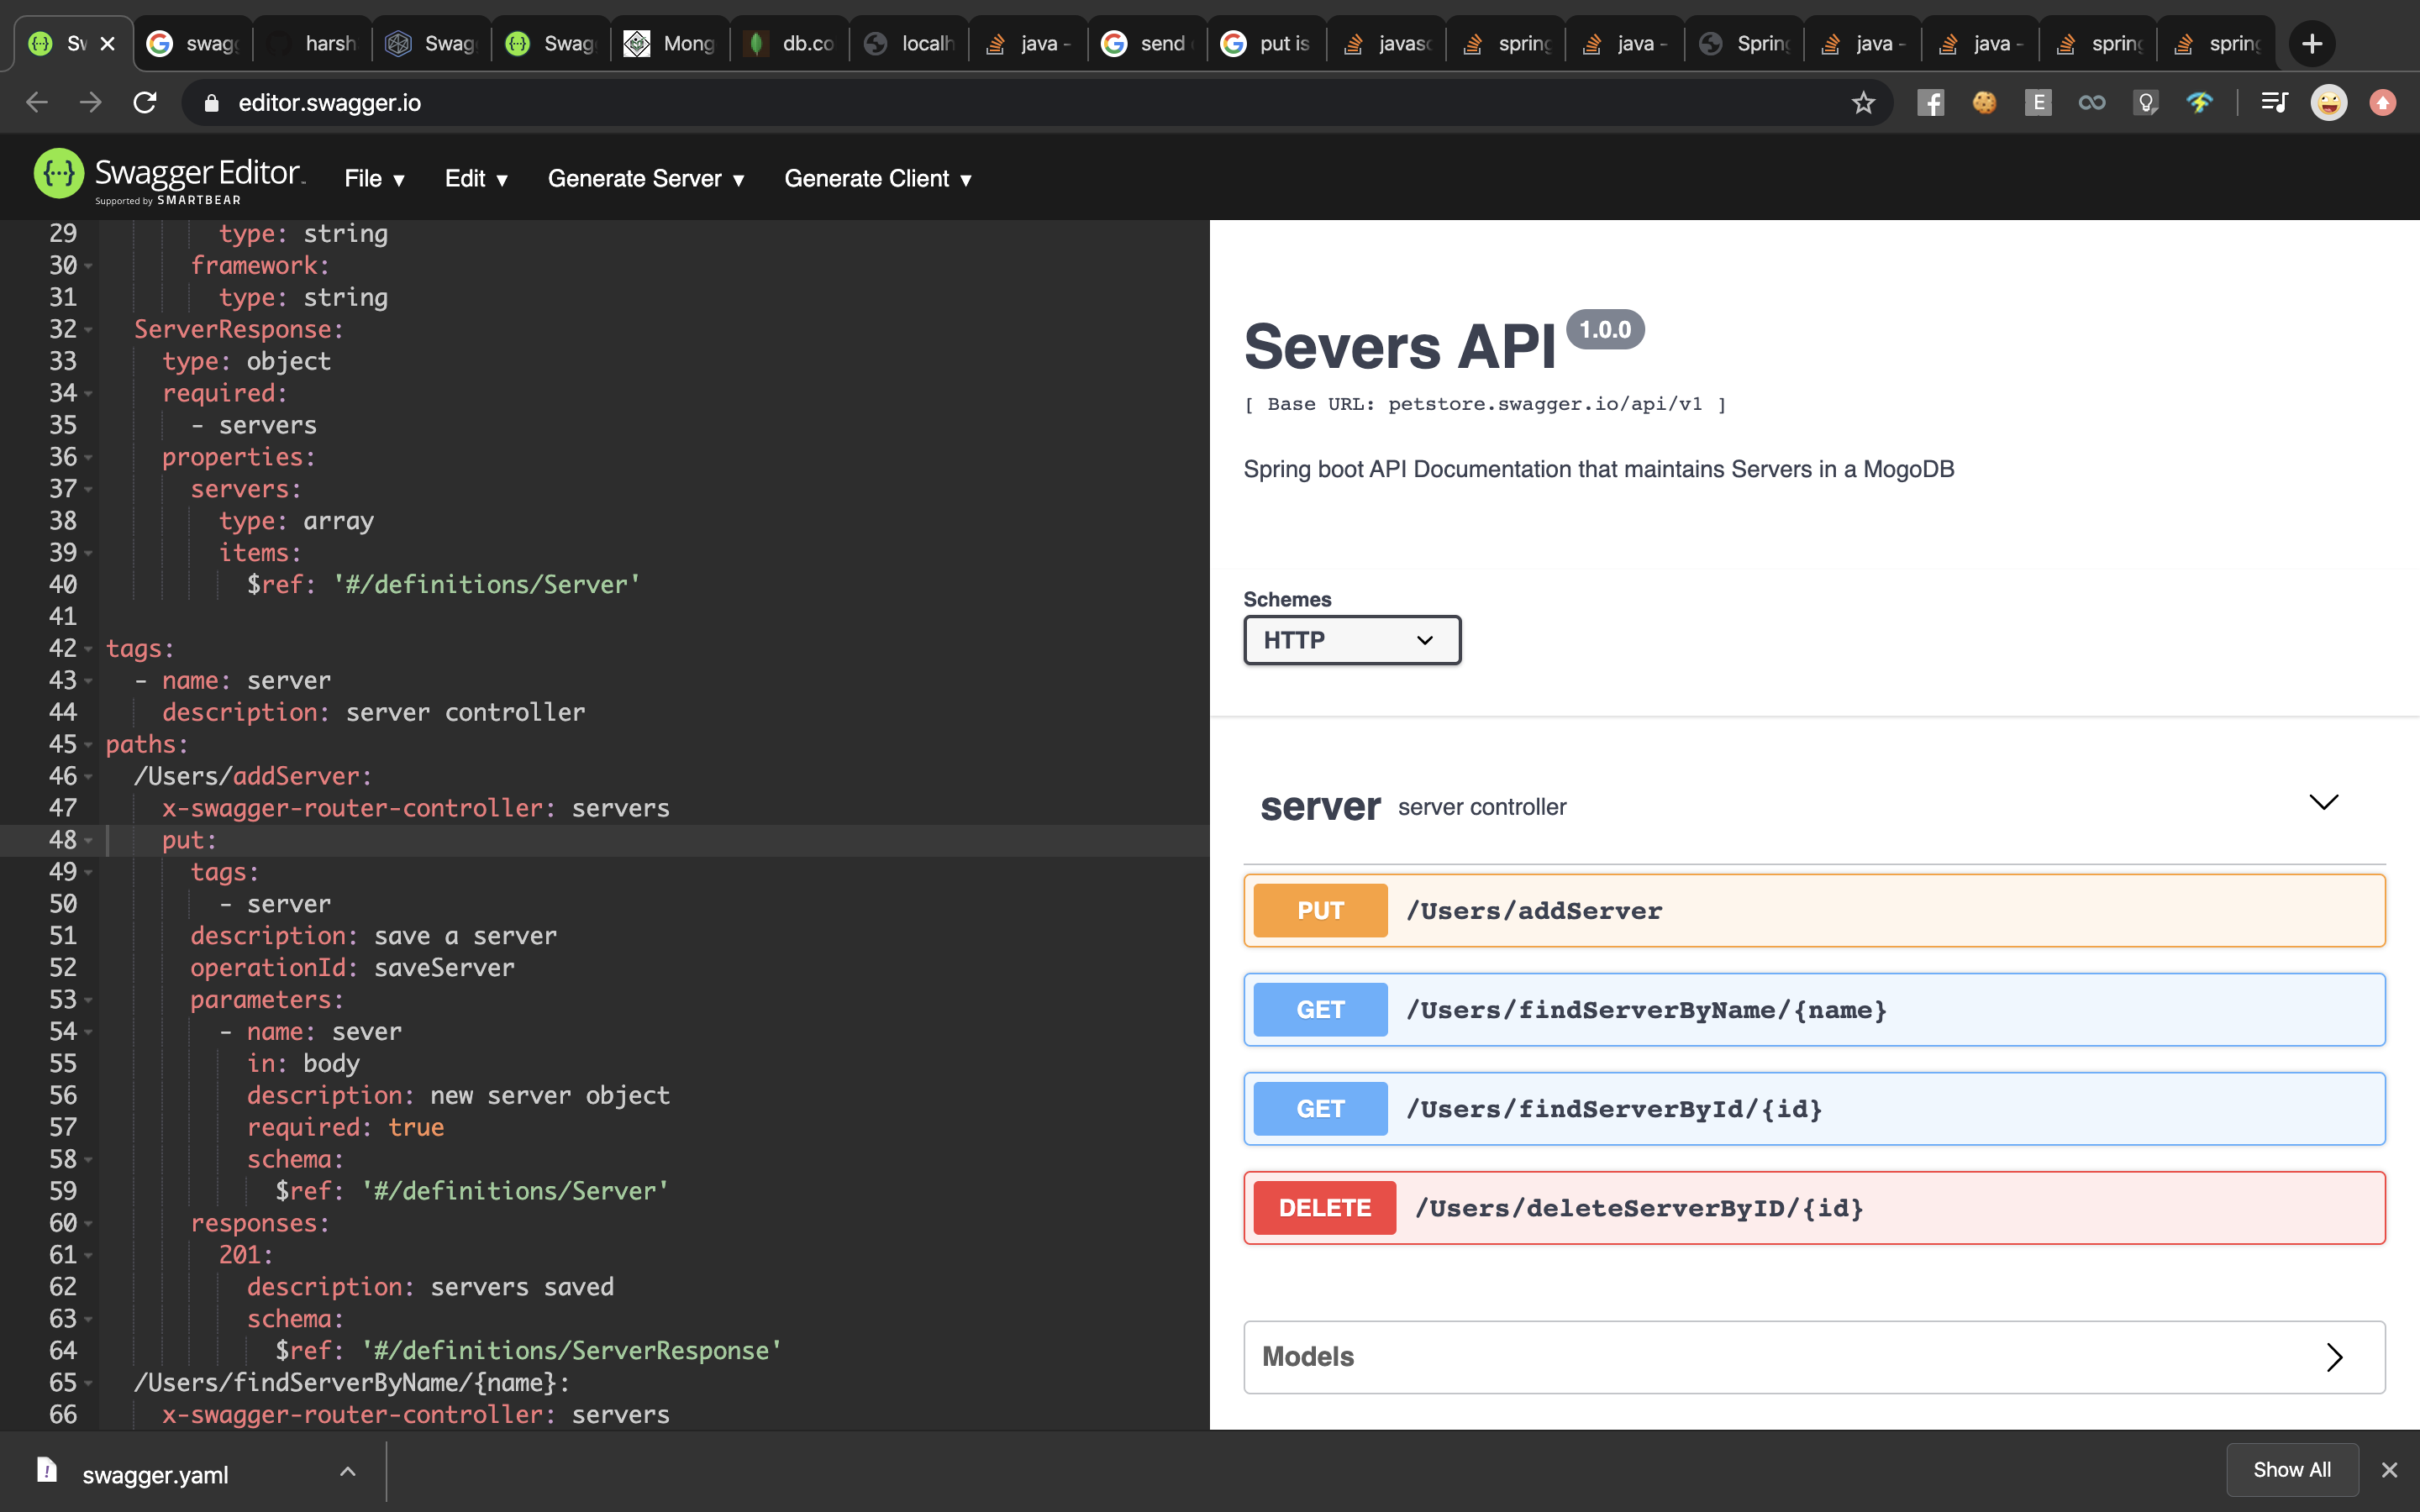 Sw
swagg
harsh
Swag
Swag
Mong
db.co
localh
java -
send
put is
javasc
spring
java -
Spring
java -
java -
spring
spring
editor.swagger.io
Swagger Editor
Supported by SMARTBEAR
File ▾
Edit ▾
Generate Server ▾
Generate Client ▾
29 type: string
30 framework:
31 type: string
32 ServerResponse:
33 type: object
34 required:
35 - servers
36 properties:
37 servers:
38 type: array
39 items:
40 $ref: '#/definitions/Server'
41
42 tags:
43 - name: server
44 description: server controller
45 paths:
46 /Users/addServer:
47 x-swagger-router-controller: servers
48 put:
49 tags:
50 - server
51 description: save a server
52 operationId: saveServer
53 parameters:
54 - name: sever
55 in: body
56 description: new server object
57 required: true
58 schema:
59 $ref: '#/definitions/Server'
60 responses:
61 201:
62 description: servers saved
63 schema:
64 $ref: '#/definitions/ServerResponse'
65 /Users/findServerByName/{name}:
66 x-swagger-router-controller: servers
Severs API 1.0.0
[ Base URL: petstore.swagger.io/api/v1 ]
Spring boot API Documentation that maintains Servers in a MogoDB
Schemes
HTTP
server server controller
PUT /Users/addServer
GET /Users/findServerByName/{name}
GET /Users/findServerById/{id}
DELETE /Users/deleteServerByID/{id}
Models
swagger.yaml
Show All